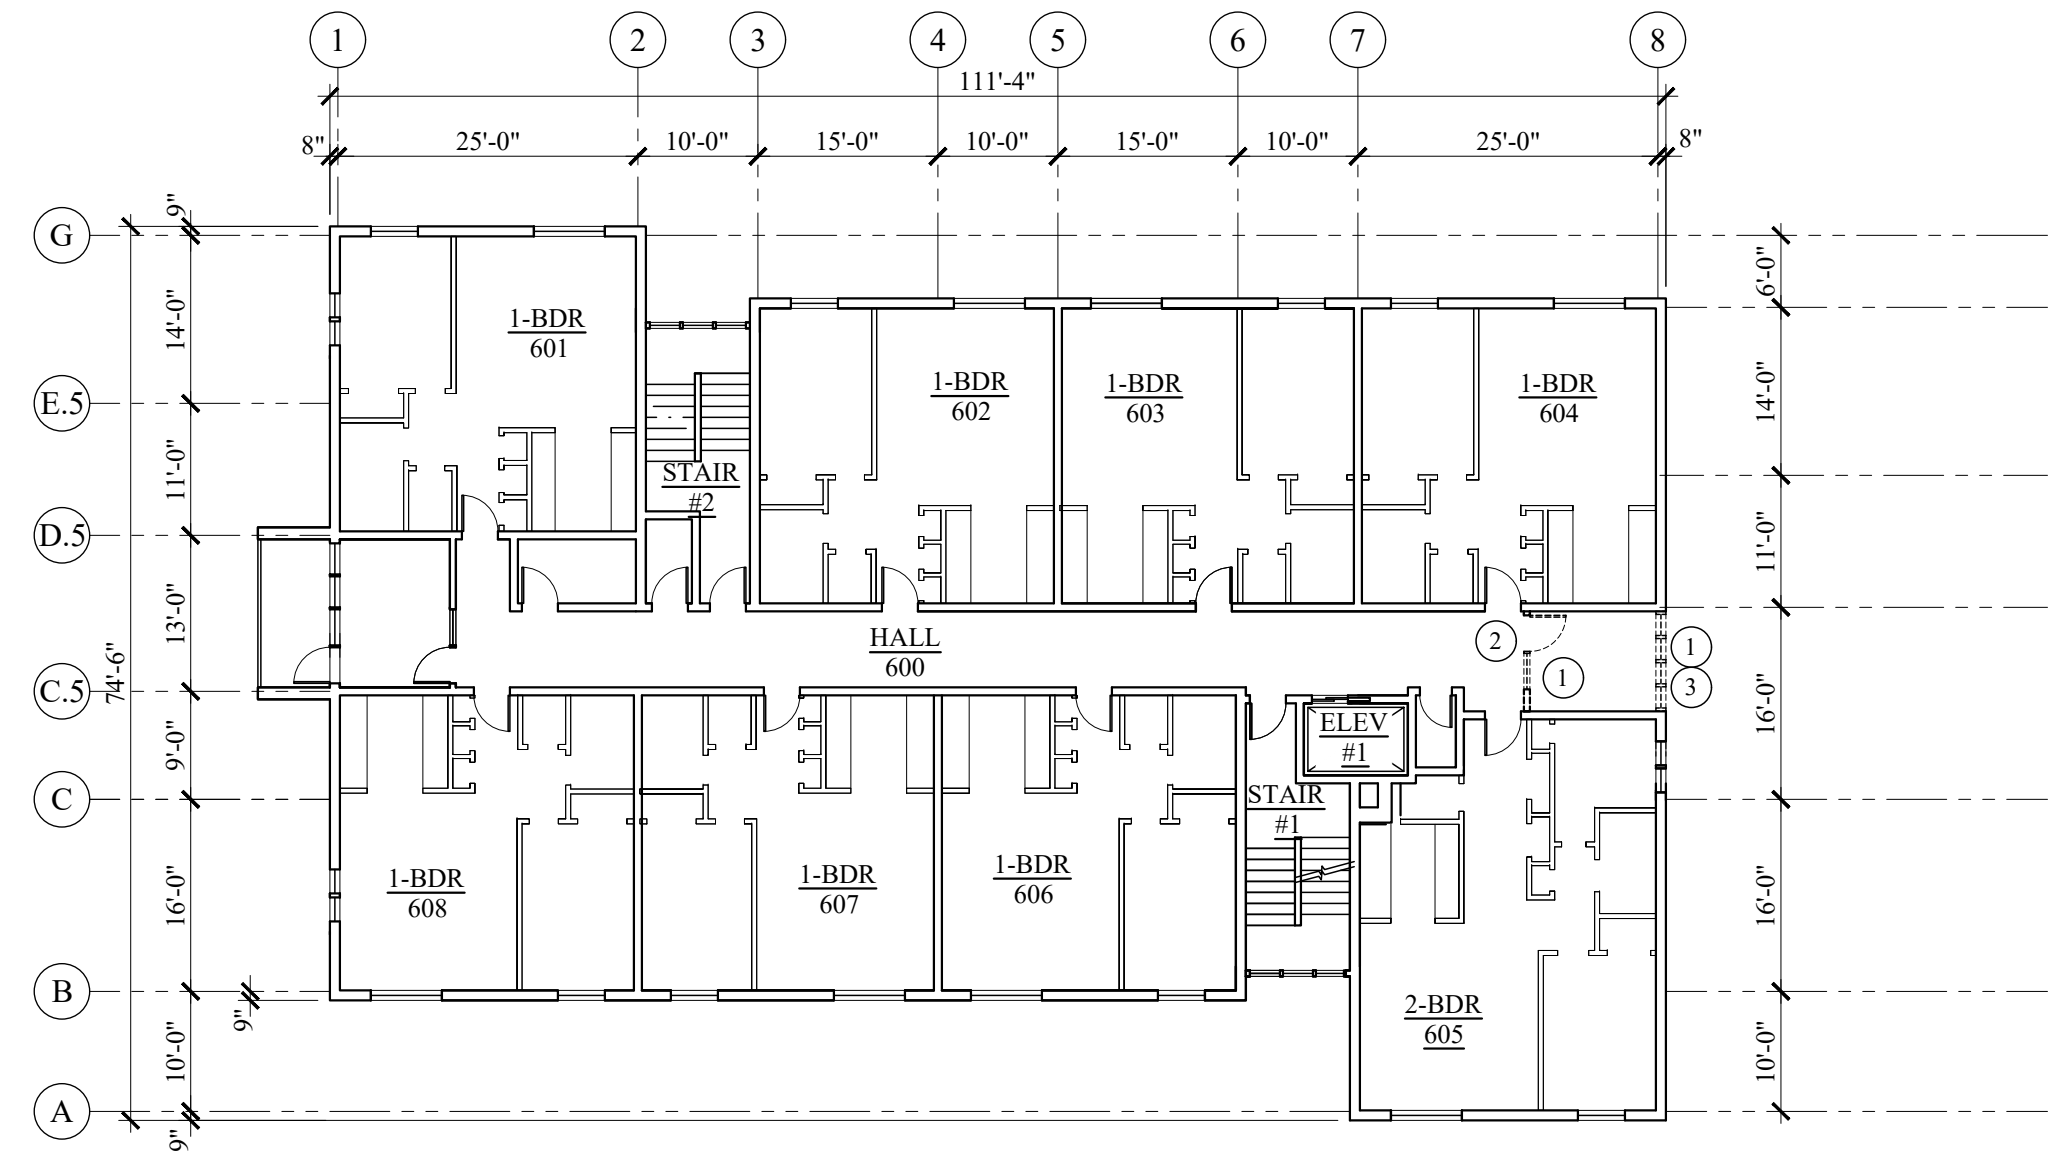 1 2 3 4 5 6 7 8
111'-4"
8" 25'-0" 10'-0" 15'-0" 10'-0" 15'-0" 10'-0" 25'-0" 8"
9"
G
6'-0"
14'-0"
1-BDR
601
E.5
1-BDR
602
1-BDR
603
1-BDR
604
14'-0"
11'-0"
STAIR
#2
D.5
11'-0"
13'-0"
HALL
600
2
1
1
3
74'-6"
C.5
16'-0"
9'-0"
ELEV
#1
C
STAIR
#1
16'-0"
1-BDR
608
1-BDR
607
1-BDR
606
16'-0"
B
9"
2-BDR
605
10'-0"
10'-0"
A
9"